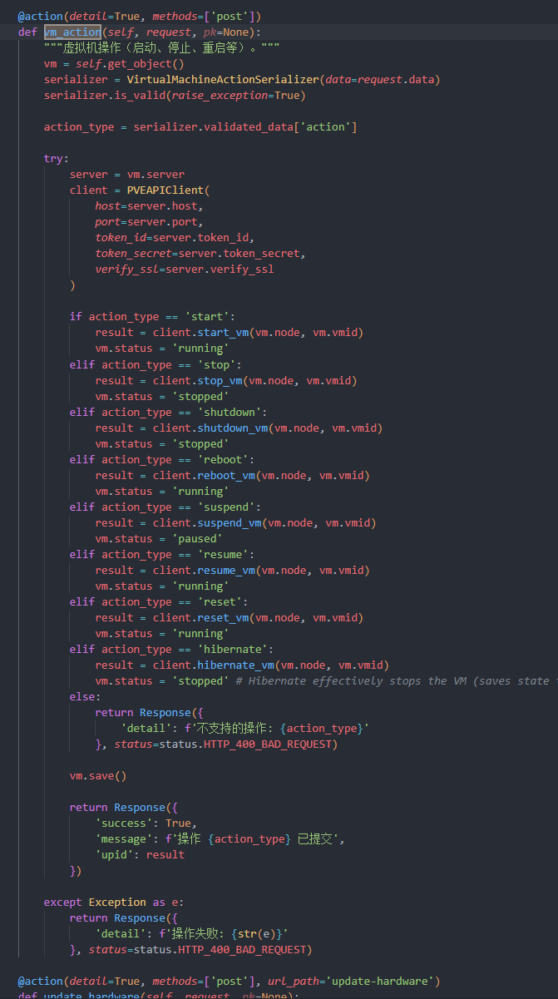 @action(detail=True, methods=['post'])
def vm_action(self, request, pk=None):
    """虚拟机操作（启动、停止、重启等）。"""
    vm = self.get_object()
    serializer = VirtualMachineActionSerializer(data=request.data)
    serializer.is_valid(raise_exception=True)

    action_type = serializer.validated_data['action']

    try:
        server = vm.server
        client = PVEAPIClient(
            host=server.host,
            port=server.port,
            token_id=server.token_id,
            token_secret=server.token_secret,
            verify_ssl=server.verify_ssl
        )

        if action_type == 'start':
            result = client.start_vm(vm.node, vm.vmid)
            vm.status = 'running'
        elif action_type == 'stop':
            result = client.stop_vm(vm.node, vm.vmid)
            vm.status = 'stopped'
        elif action_type == 'shutdown':
            result = client.shutdown_vm(vm.node, vm.vmid)
            vm.status = 'stopped'
        elif action_type == 'reboot':
            result = client.reboot_vm(vm.node, vm.vmid)
            vm.status = 'running'
        elif action_type == 'suspend':
            result = client.suspend_vm(vm.node, vm.vmid)
            vm.status = 'paused'
        elif action_type == 'resume':
            result = client.resume_vm(vm.node, vm.vmid)
            vm.status = 'running'
        elif action_type == 'reset':
            result = client.reset_vm(vm.node, vm.vmid)
            vm.status = 'running'
        elif action_type == 'hibernate':
            result = client.hibernate_vm(vm.node, vm.vmid)
            vm.status = 'stopped' # Hibernate effectively stops the VM (saves state
        else:
            return Response({
                'detail': f'不支持的操作: {action_type}'
            }, status=status.HTTP_400_BAD_REQUEST)

        vm.save()

        return Response({
            'success': True,
            'message': f'操作 {action_type} 已提交',
            'upid': result
        })

    except Exception as e:
        return Response({
            'detail': f'操作失败: {str(e)}'
        }, status=status.HTTP_400_BAD_REQUEST)

@action(detail=True, methods=['post'], url_path='update-hardware')
def update_hardware(self, request, pk=None):